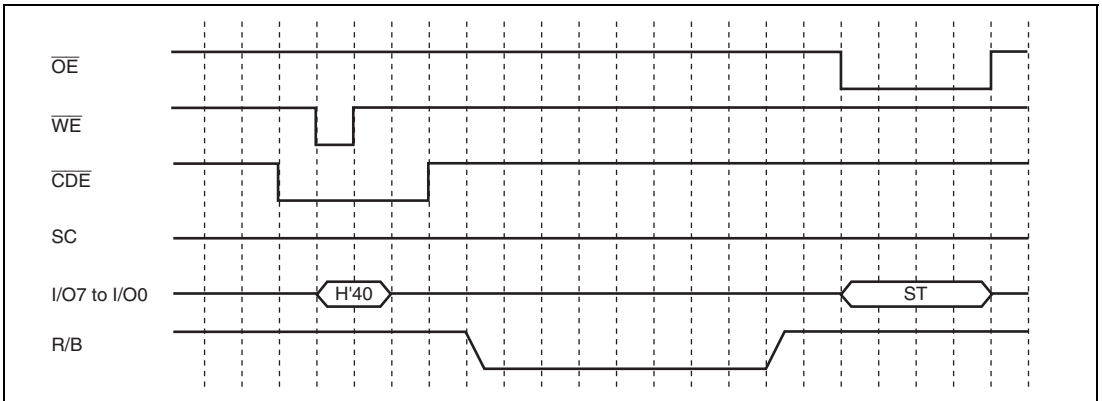 OE
WE
CDE
SC
I/O7 to I/O0 H'40 ST
R/B